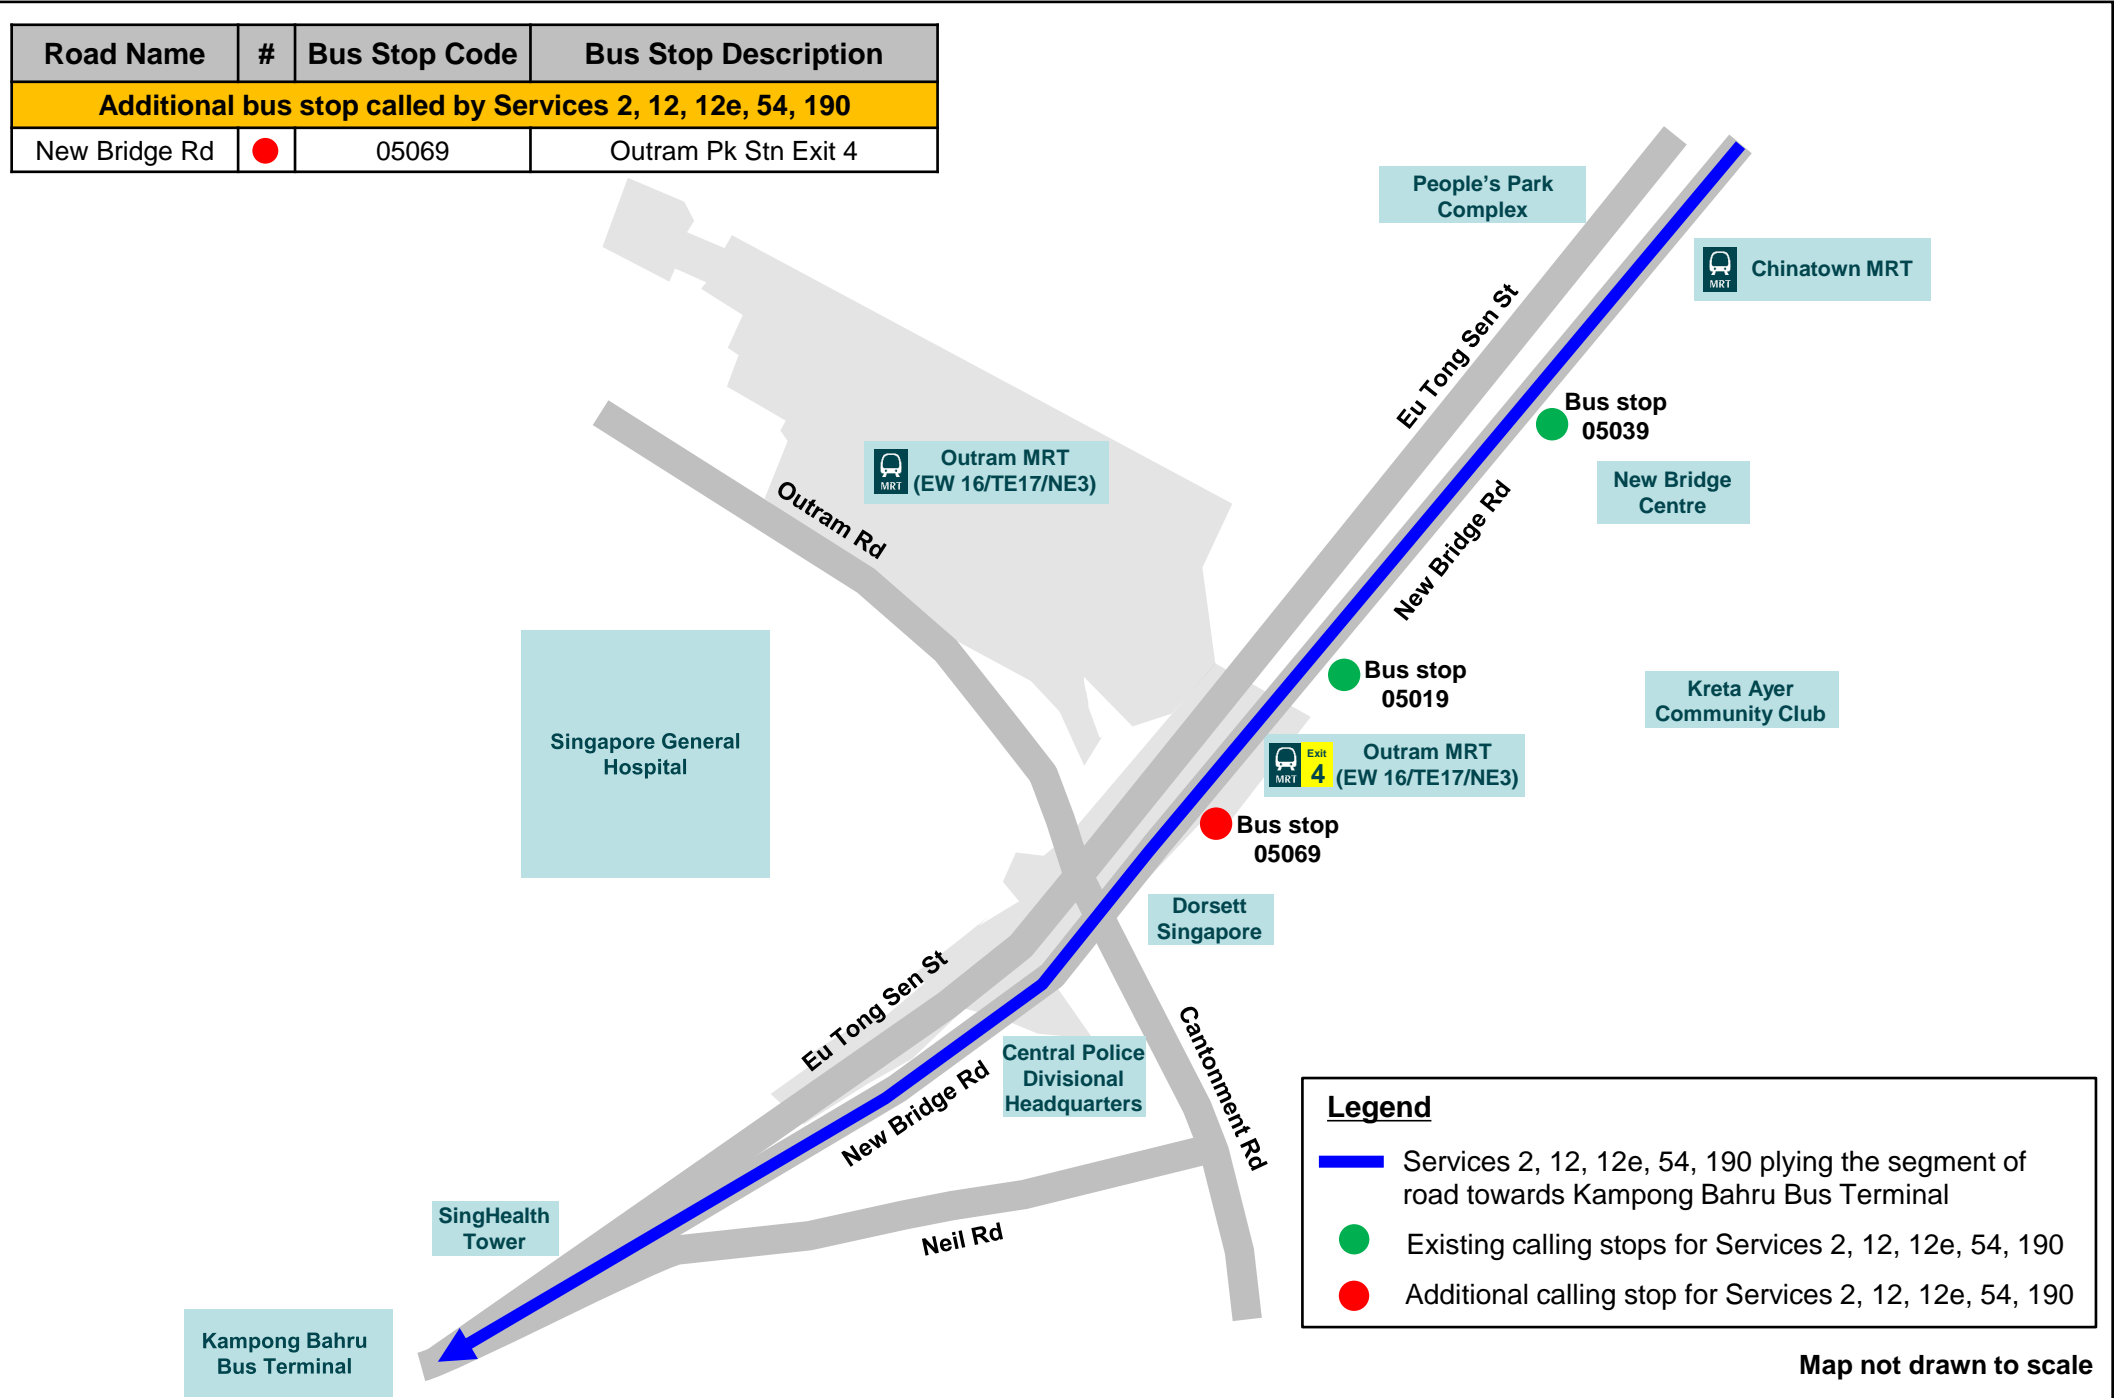 Road Name # Bus Stop Code Bus Stop Description
Additional bus stop called by Services 2, 12, 12e, 54, 190
New Bridge Rd 05069 Outram Pk Stn Exit 4
People's Park
Complex
MRT Chinatown MRT
Eu Tong Sen St
Bus stop
05039
New Bridge
Centre
MRT
Outram MRT
(EW 16/TE17/NE3)
Outram Rd
New Bridge Rd
Bus stop
05019
Kreta Ayer
Community Club
Singapore General
Hospital
MRT
Exit
4
Outram MRT
(EW 16/TE17/NE3)
Bus stop
05069
Dorsett
Singapore
Eu Tong Sen St
Central Police
Divisional
Headquarters
New Bridge Rd
Cantonment Rd
Neil Rd
SingHealth
Tower
Kampong Bahru
Bus Terminal
Legend
Services 2, 12, 12e, 54, 190 plying the segment of
road towards Kampong Bahru Bus Terminal
Existing calling stops for Services 2, 12, 12e, 54, 190
Additional calling stop for Services 2, 12, 12e, 54, 190
Map not drawn to scale